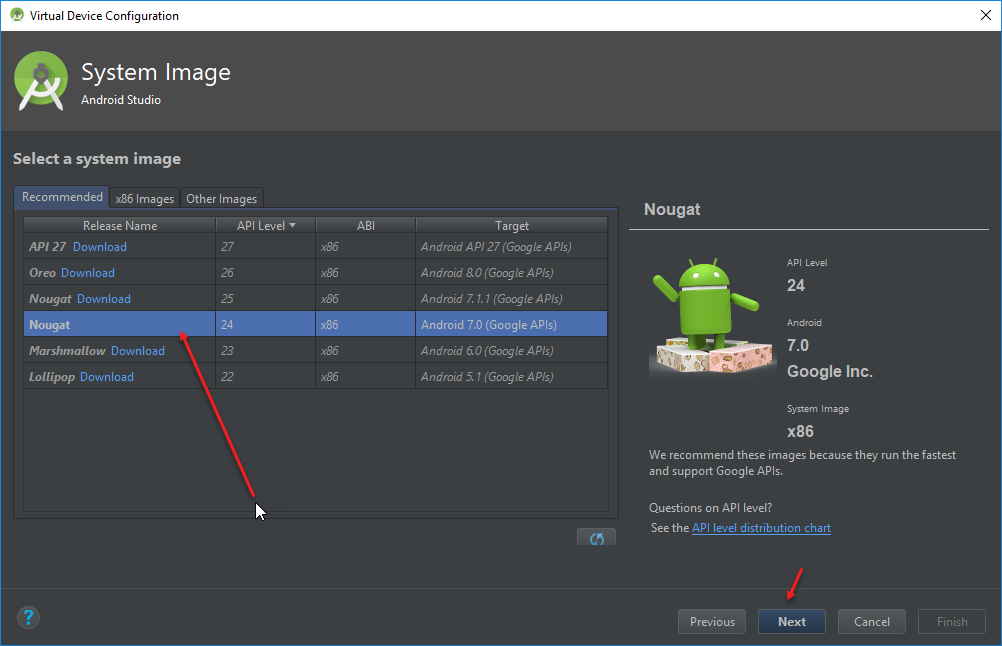 Virtual Device Configuration
System Image
Android Studio
Select a system image
Recommended x86 Images Other Images
Release Name API Level ABI Target
API 27 Download 27 x86 Android API 27 (Google APIs)
Oreo Download 26 x86 Android 8.0 (Google APIs)
Nougat Download 25 x86 Android 7.1.1 (Google APIs)
Nougat 24 x86 Android 7.0 (Google APIs)
Marshmallow Download 23 x86 Android 6.0 (Google APIs)
Lollipop Download 22 x86 Android 5.1 (Google APIs)
Nougat
API Level
24
Android
7.0
Google Inc.
System Image
x86
We recommend these images because they run the fastest
and support Google APIs.
Questions on API level?
See the API level distribution chart
?
Previous Next Cancel Finish